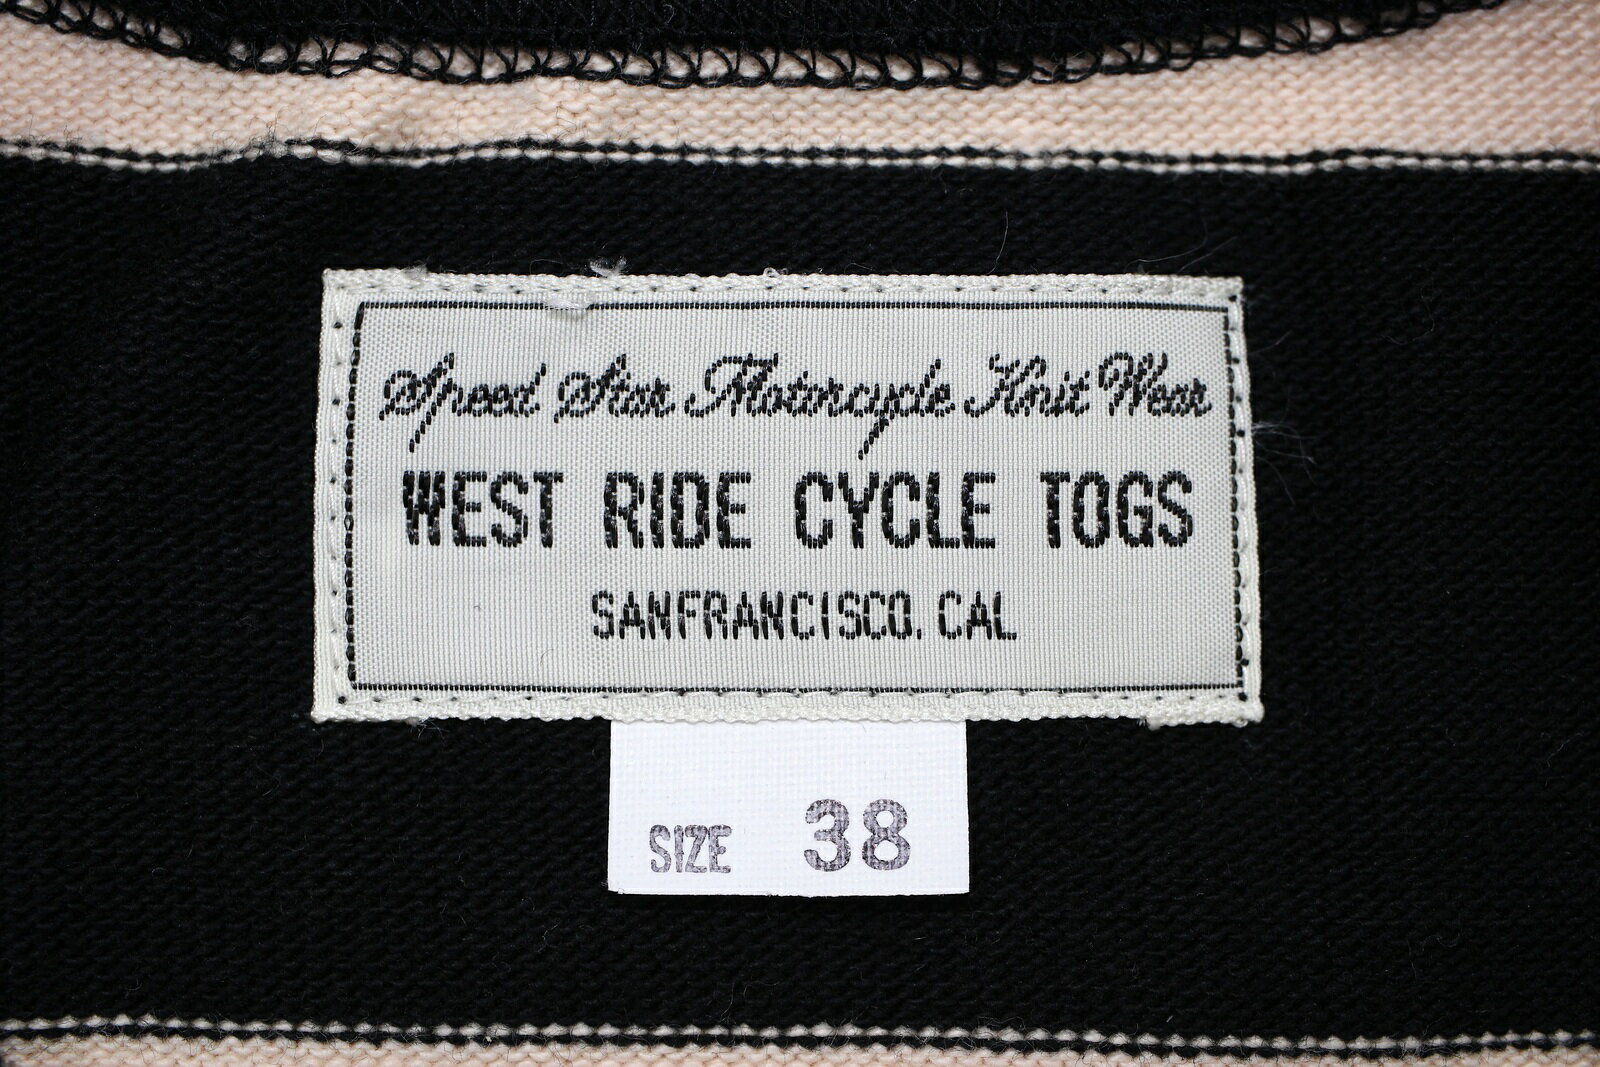 Speed Star Motorcycle Knit Wear
WEST RIDE CYCLE TOGS
SANFRANCISCO. CAL
SIZE 38